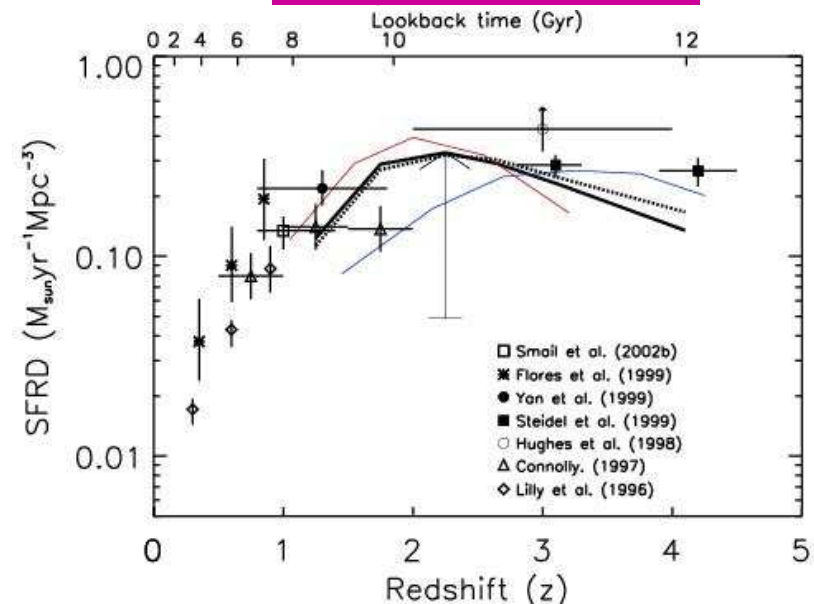 Lookback time (Gyr)
0 2 4 6 8 10 12
1.00
0.10
0.01
SFRD (M_sun yr⁻¹ Mpc⁻³)
Smail et al. (2002b)
Flores et al. (1999)
Yan et al. (1999)
Steidel et al. (1999)
Hughes et al. (1998)
Connolly. (1997)
Lilly et al. (1996)
0 1 2 3 4 5
Redshift (z)